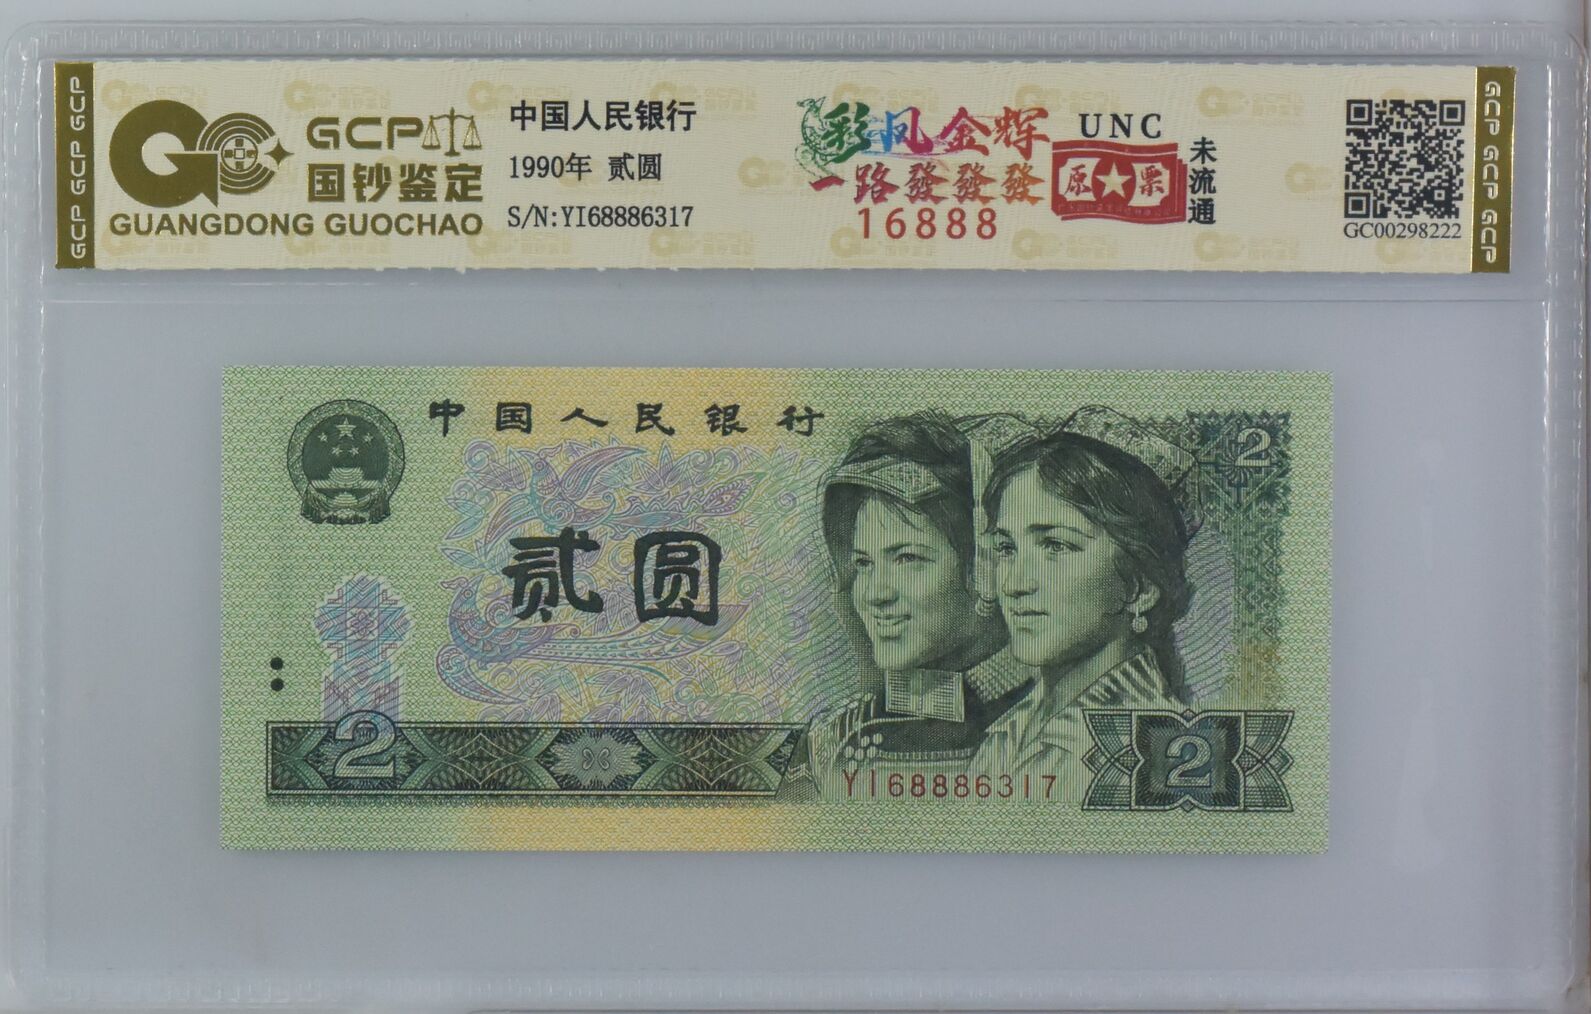 GCP GCP GCP
GCP
国钞鉴定
GUANGDONG GUOCHAO
中国人民银行
1990年 贰圆
S/N:YI68886317
彩凤金辉
一路發發發
16888
UNC
原★票
未流通
GC00298222
GCP GCP GCP
中国人民银行
2
贰圆
2
YI68886317
2